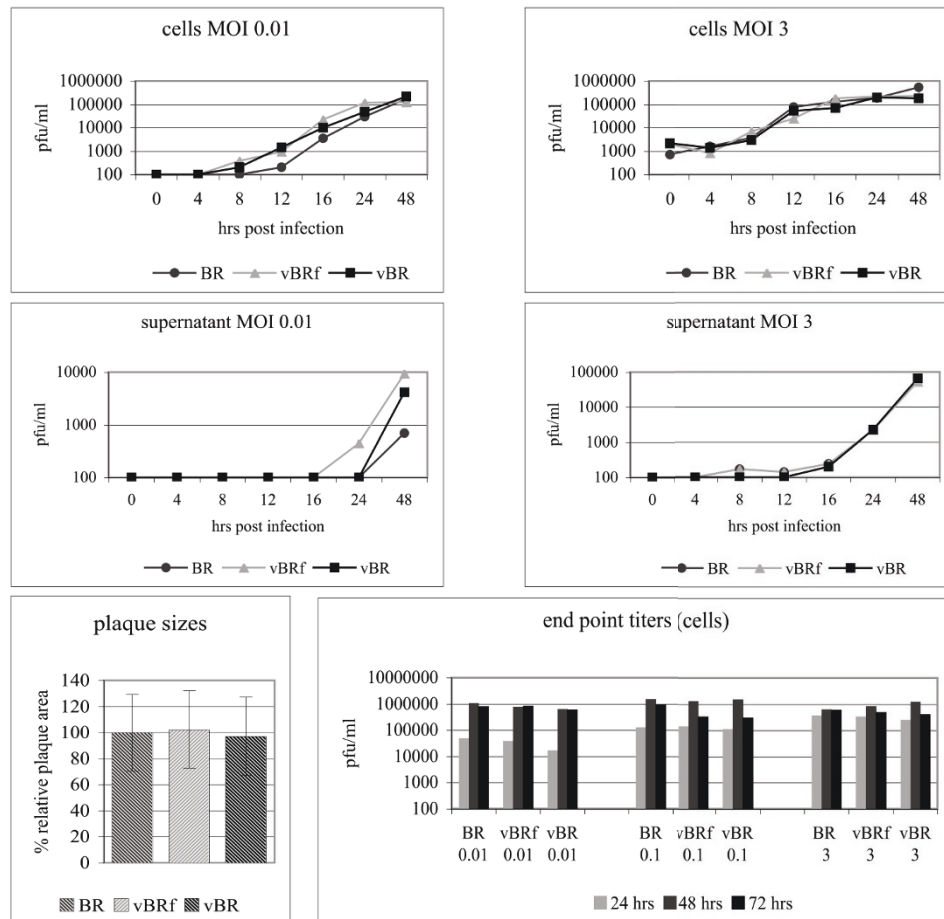 cells MOI 0.01
pfu/ml
1000000
100000
10000
1000
100
0 4 8 12 16 24 48
hrs post infection
BR vBRf vBR
cells MOI 3
pfu/ml
1000000
100000
10000
1000
100
0 4 8 12 16 24 48
hrs post infection
BR vBRf vBR
supernatant MOI 0.01
pfu/ml
10000
1000
100
0 4 8 12 16 24 48
hrs post infection
BR vBRf vBR
supernatant MOI 3
pfu/ml
100000
10000
1000
100
0 4 8 12 16 24 48
hrs post infection
BR vBRf vBR
plaque sizes
% relative plaque area
140
120
100
80
60
40
20
0
BR vBRf vBR
end point titers (cells)
pfu/ml
10000000
1000000
100000
10000
1000
100
BR vBRf vBR BR vBRf vBR BR vBRf vBR
0.01 0.01 0.01 0.1 0.1 0.1 3 3 3
24 hrs 48 hrs 72 hrs